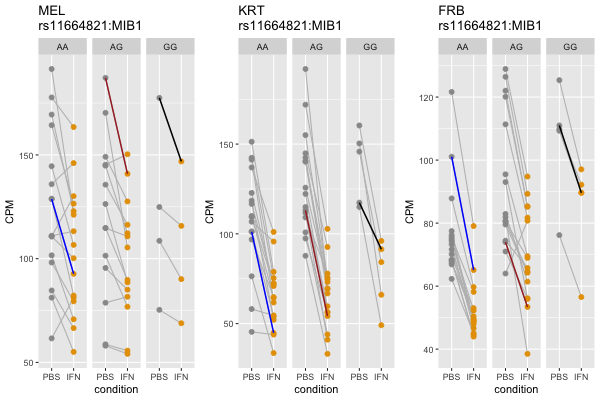 MEL
rs11664821:MIB1
AA AG GG
CPM
150
100
50
PBS IFN PBS IFN PBS IFN
condition
KRT
rs11664821:MIB1
AA AG GG
CPM
150
100
50
PBS IFN PBS IFN PBS IFN
condition
FRB
rs11664821:MIB1
AA AG GG
CPM
120
100
80
60
40
PBS IFN PBS IFN PBS IFN
condition